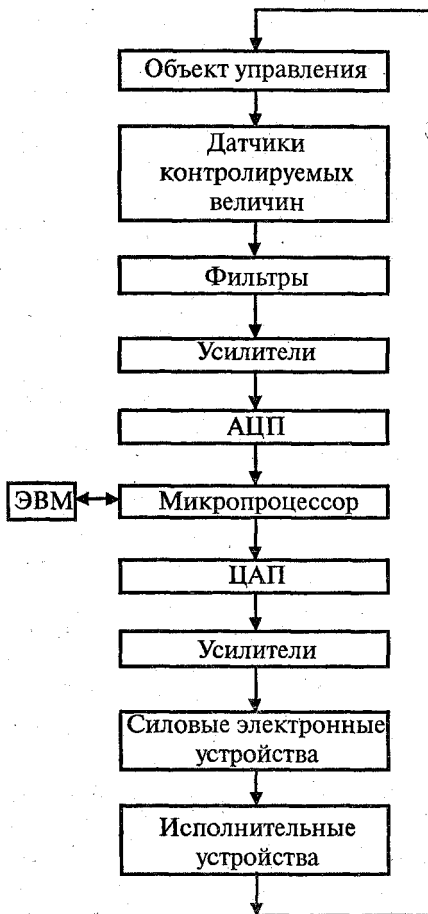 Объект управления
Датчики
контролируемых
величин
Фильтры
Усилители
АЦП
ЭВМ
Микропроцессор
ЦАП
Усилители
Силовые электронные
устройства
Исполнительные
устройства